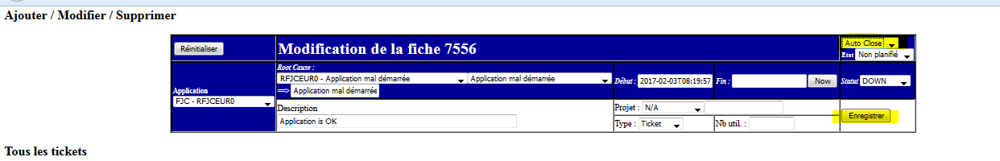 Ajouter / Modifier / Supprimer
Réinitialiser
Modification de la fiche 7556
Auto Close
Etat Non planifié
Application
FJC - RFJCEUR0
Root Cause :
RFJCEUR0 - Application mal démarrée Application mal démarrée
==> Application mal démarrée
Début : 2017-02-03T08:19:57 Fin : Now Statut DOWN
Description
Application is OK
Projet : N/A
Type : Ticket Nb util. :
Enregistrer
Tous les tickets